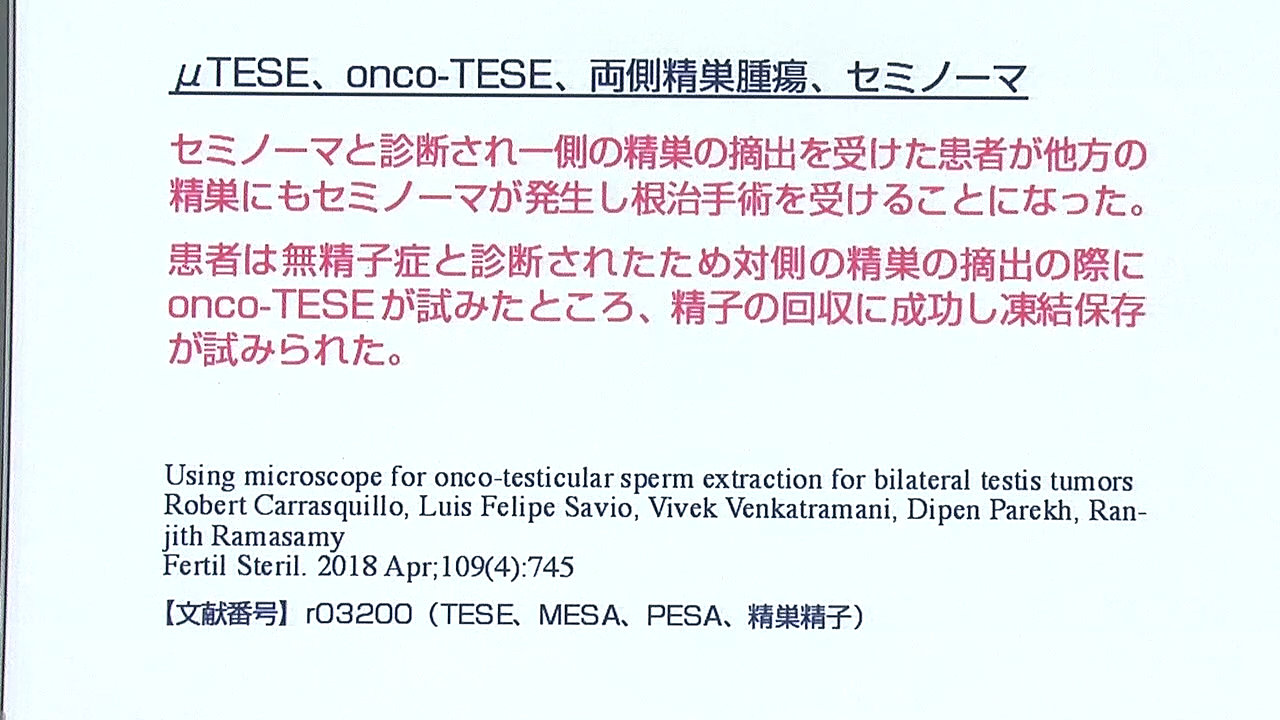 μTESE、onco-TESE、両側精巣腫瘍、セミノーマ
セミノーマと診断され一側の精巣の摘出を受けた患者が他方の
精巣にもセミノーマが発生し根治手術を受けることになった。
患者は無精子症と診断されたため対側の精巣の摘出の際に
onco-TESEが試みたところ、精子の回収に成功し凍結保存
が試みられた。
Using microscope for onco-testicular sperm extraction for bilateral testis tumors
Robert Carrasquillo, Luis Felipe Savio, Vivek Venkatramani, Dipen Parekh, Ran-
jith Ramasamy
Fertil Steril. 2018 Apr;109(4):745
【文献番号】r03200（TESE、MESA、PESA、精巣精子）